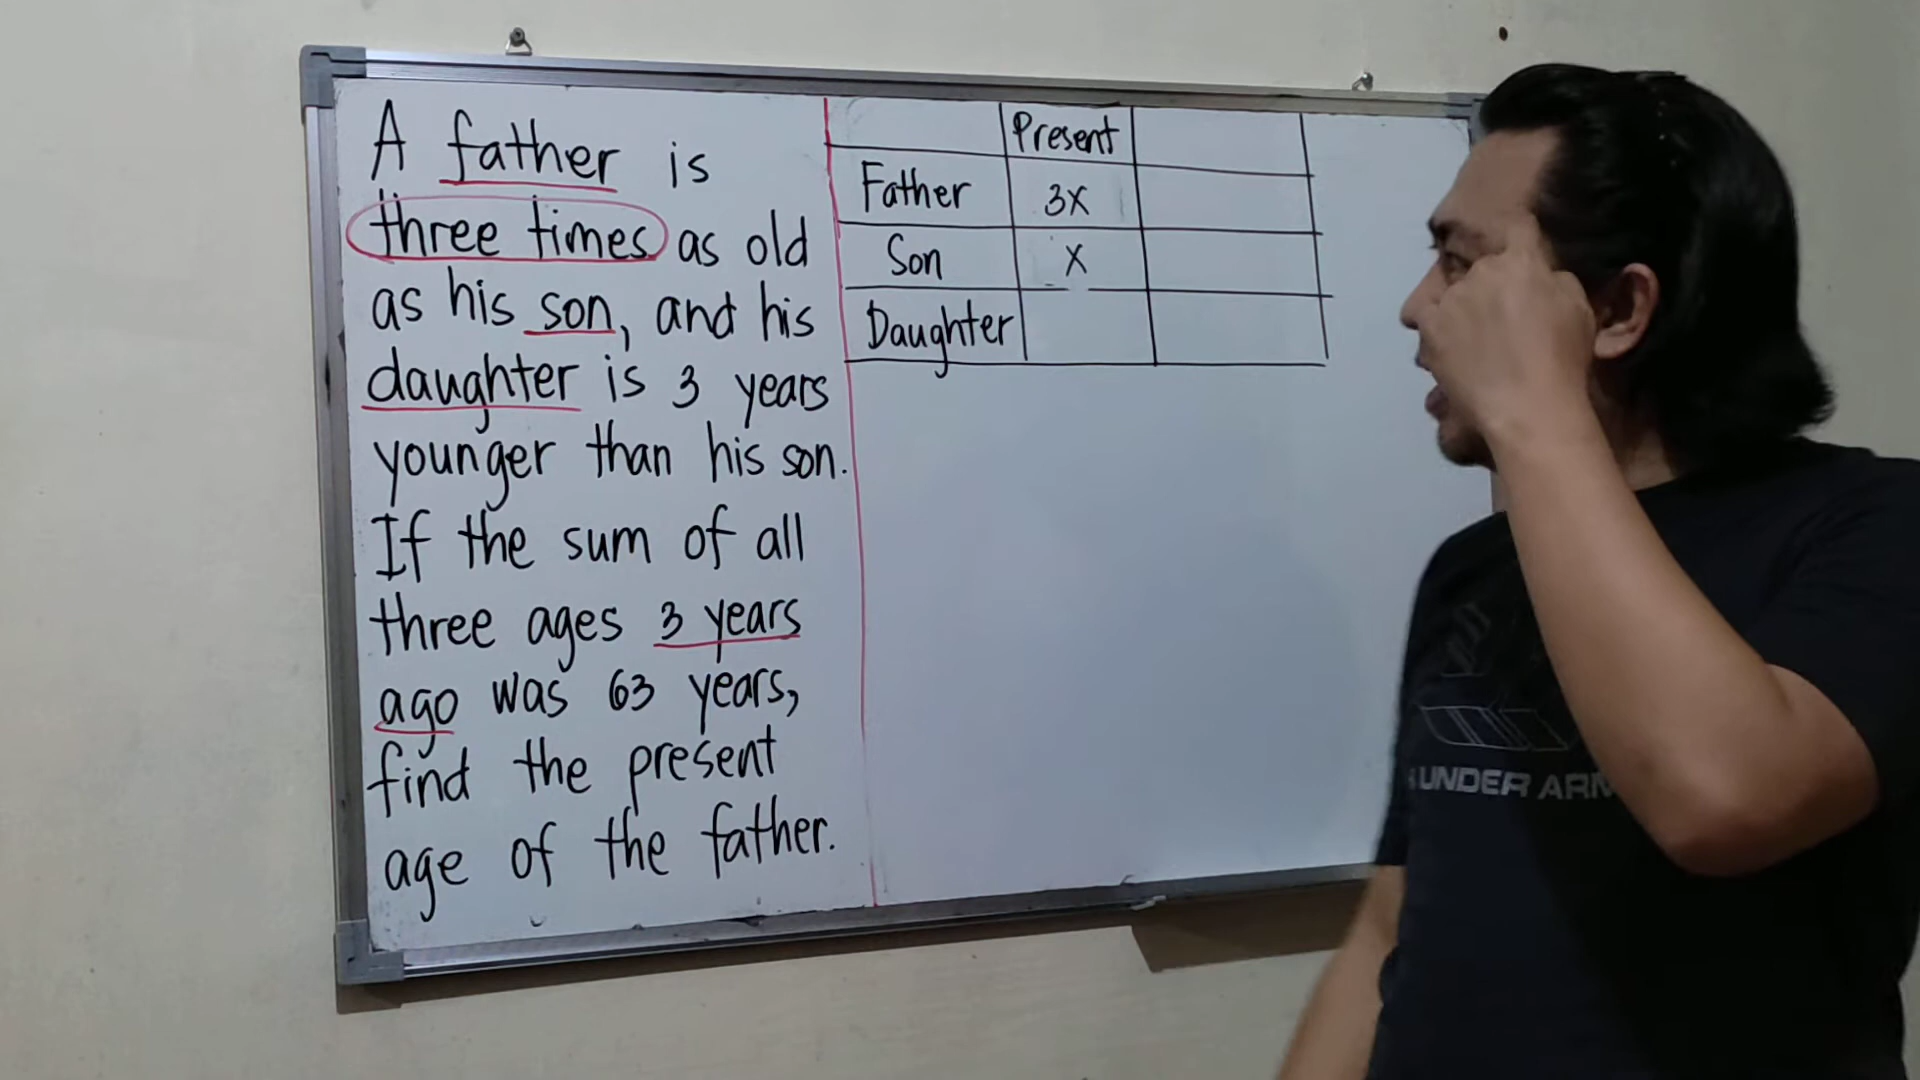 A father is
three times as old
as his son, and his
daughter is 3 years
younger than his son.
If the sum of all
three ages 3 years
ago was 63 years,
find the present
age of the father.
Present
Father 3x
Son x
Daughter
UNDER ARM